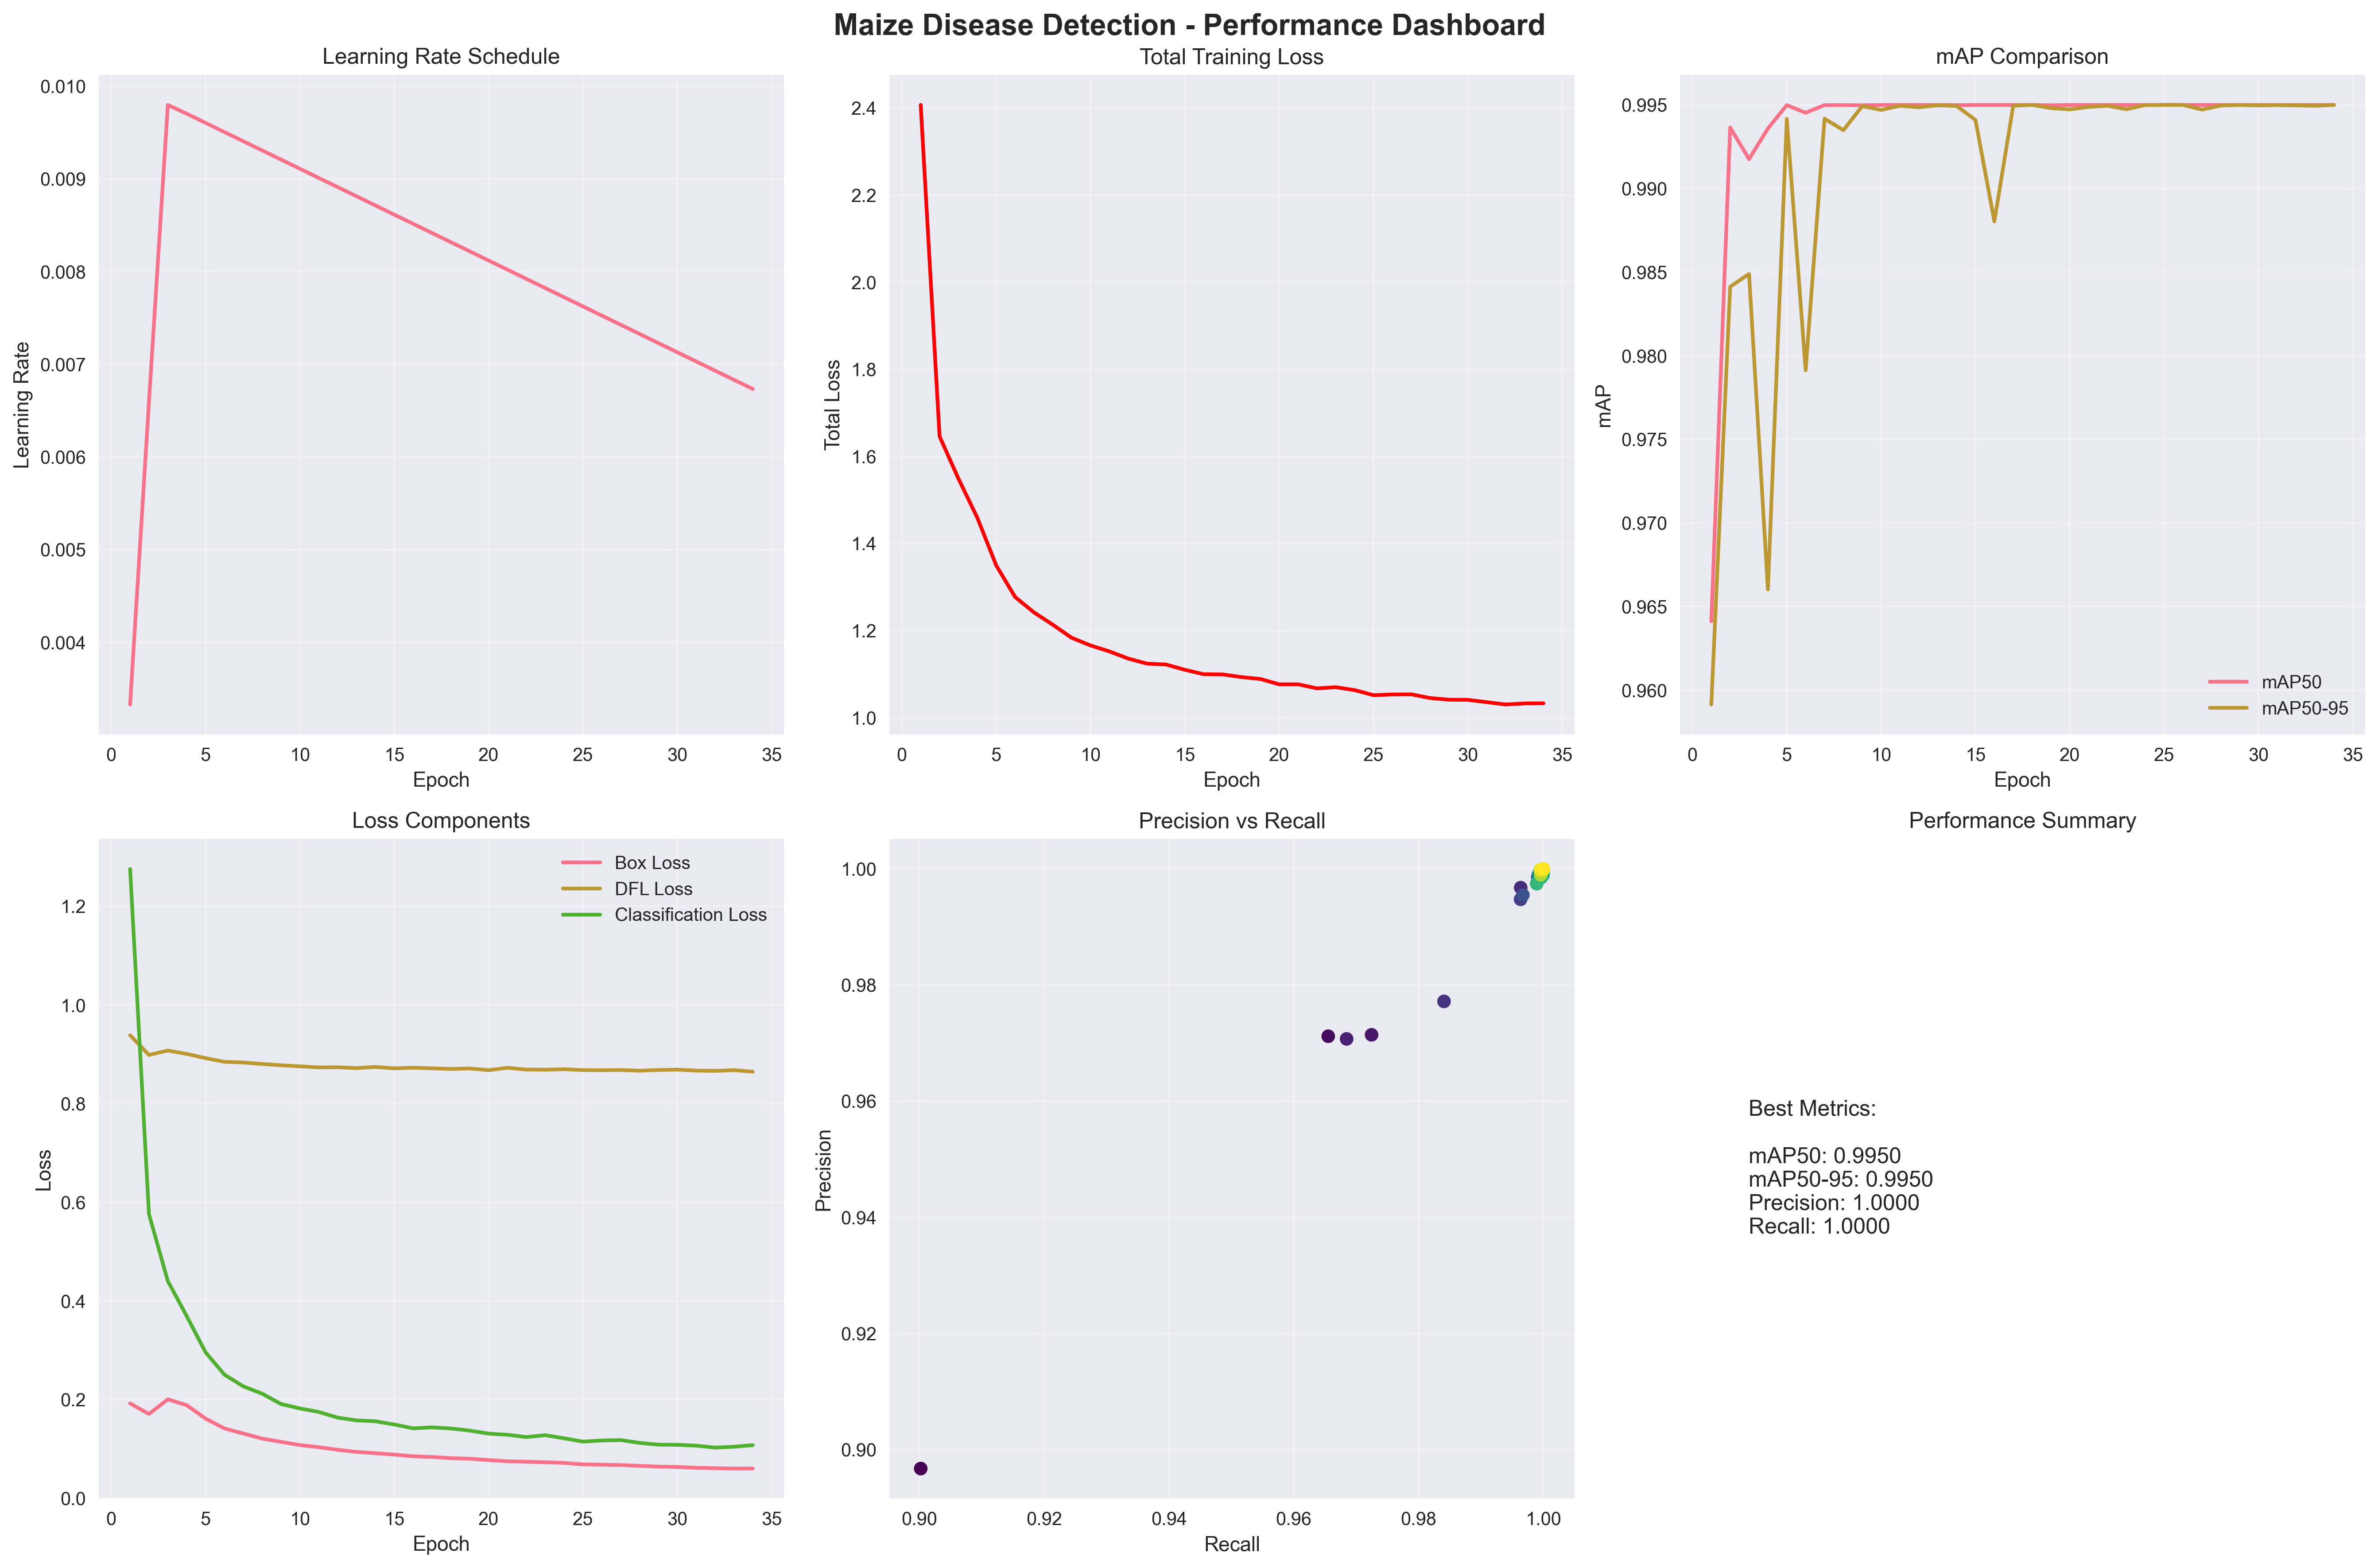 Maize Disease Detection - Performance Dashboard
Learning Rate Schedule
0.010
0.009
0.008
0.007
0.006
0.005
0.004
Learning Rate
0 5 10 15 20 25 30 35
Epoch
Total Training Loss
2.4
2.2
2.0
1.8
1.6
1.4
1.2
1.0
Total Loss
0 5 10 15 20 25 30 35
Epoch
mAP Comparison
0.995
0.990
0.985
0.980
0.975
0.970
0.965
0.960
mAP
mAP50
mAP50-95
0 5 10 15 20 25 30 35
Epoch
Loss Components
1.2
1.0
0.8
0.6
0.4
0.2
0.0
Loss
Box Loss
DFL Loss
Classification Loss
0 5 10 15 20 25 30 35
Epoch
Precision vs Recall
1.00
0.98
0.96
0.94
0.92
0.90
Precision
0.90 0.92 0.94 0.96 0.98 1.00
Recall
Performance Summary
Best Metrics:
mAP50: 0.9950
mAP50-95: 0.9950
Precision: 1.0000
Recall: 1.0000